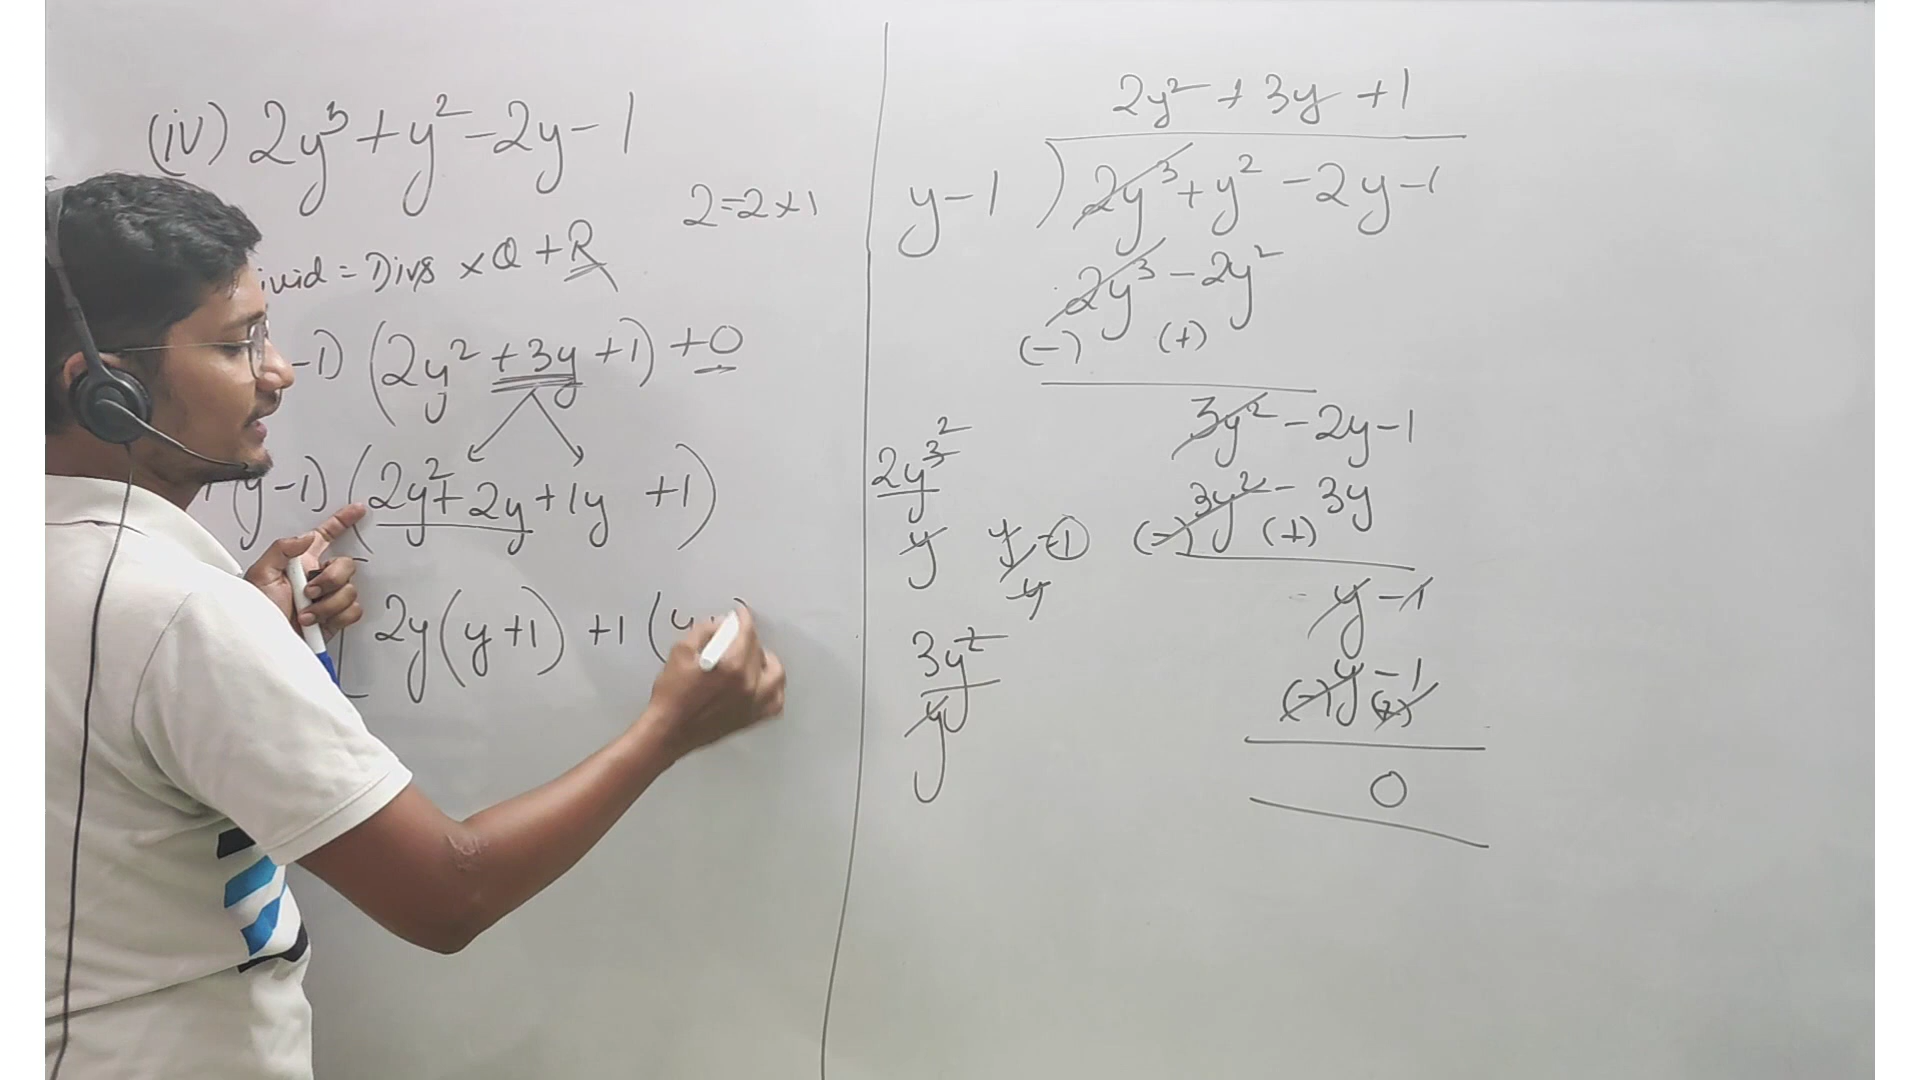 (iv) 2y³ + y² - 2y - 1
2 = 2 × 1
ivid = Divs × Q + R
-1) (2y² + 3y + 1) + 0
(y - 1) (2y² + 2y + 1y + 1)
[ 2y (y + 1) + 1 (y
2y² + 3y + 1
y - 1 ) 2y³ + y² - 2y - 1
2y³ - 2y²
(-) (+)
3y² - 2y - 1
3y² - 3y
(-) (+)
y - 1
y - 1
(-) (+)
0
2y³ 2
y
y
3y²
y